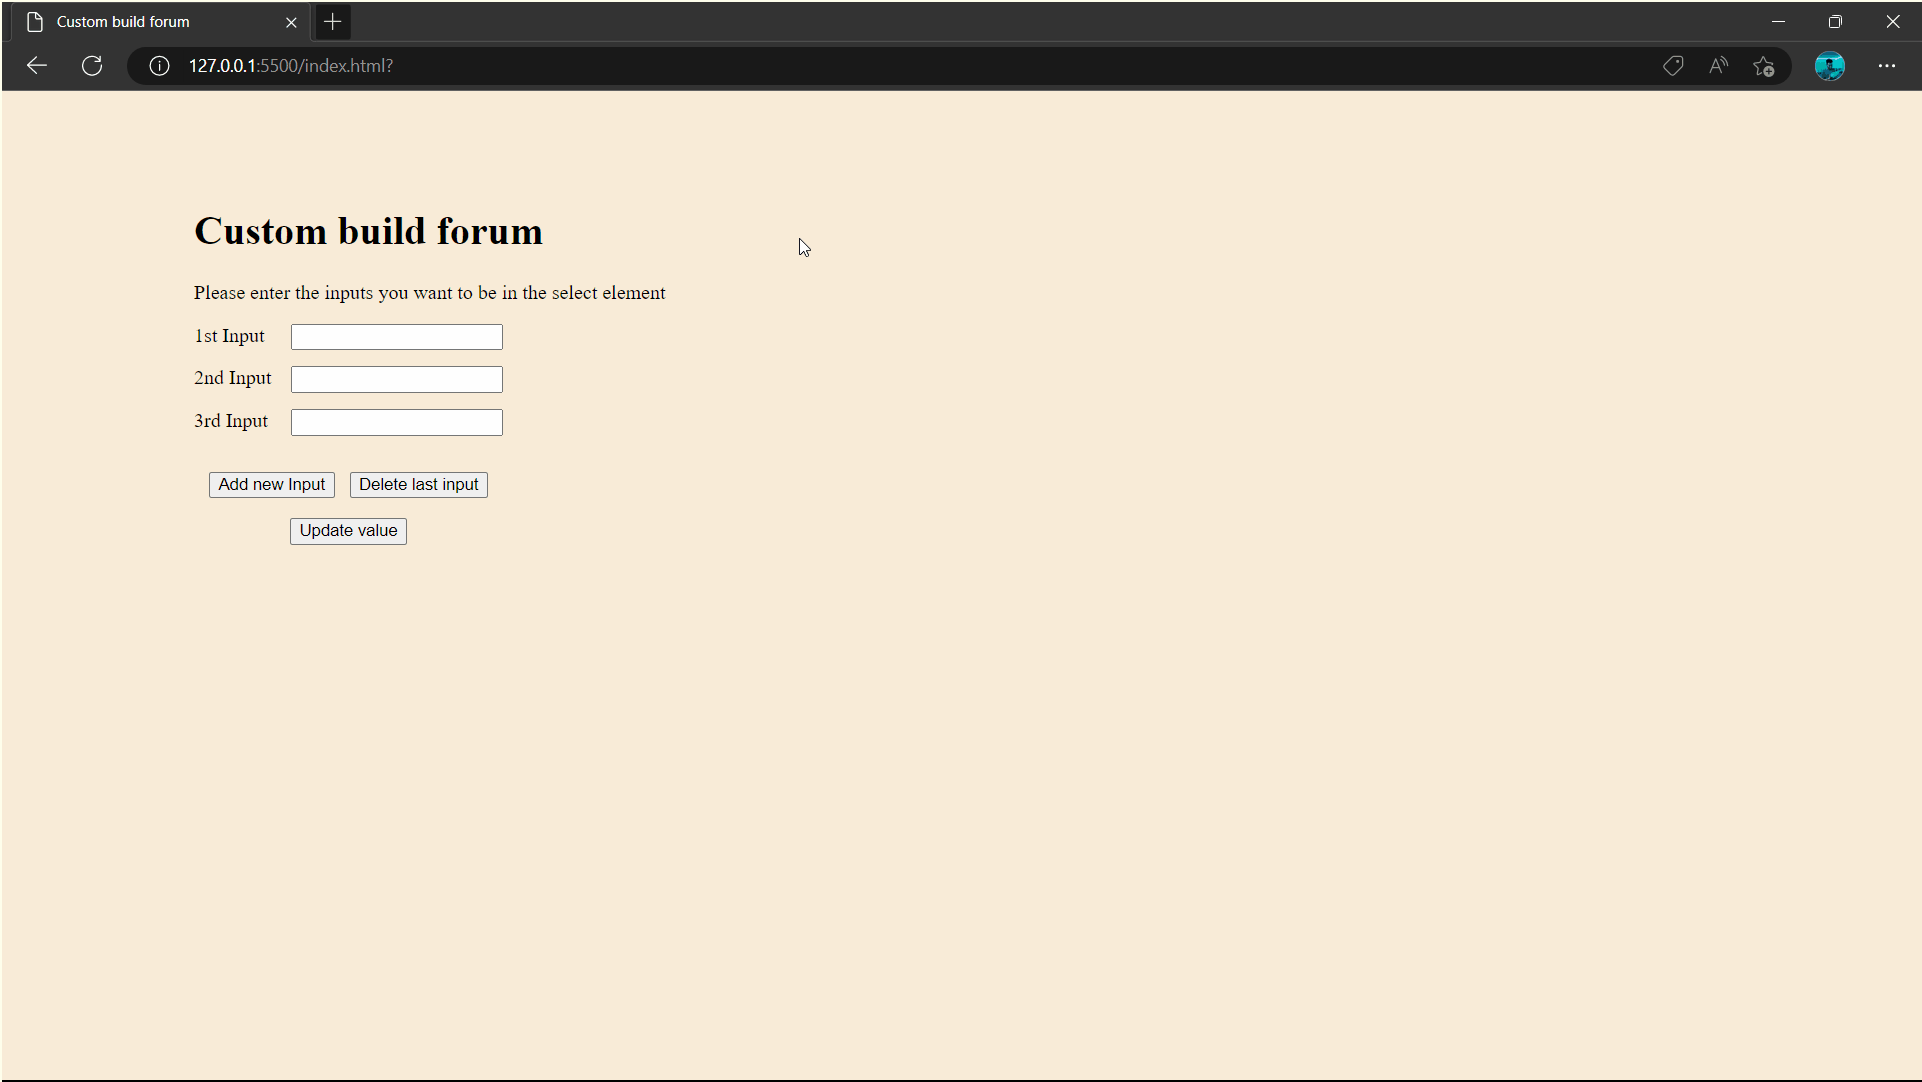 Custom build forum
127.0.0.1:5500/index.html?
Custom build forum
Please enter the inputs you want to be in the select element
1st Input
2nd Input
3rd Input
Add new Input Delete last input
Update value